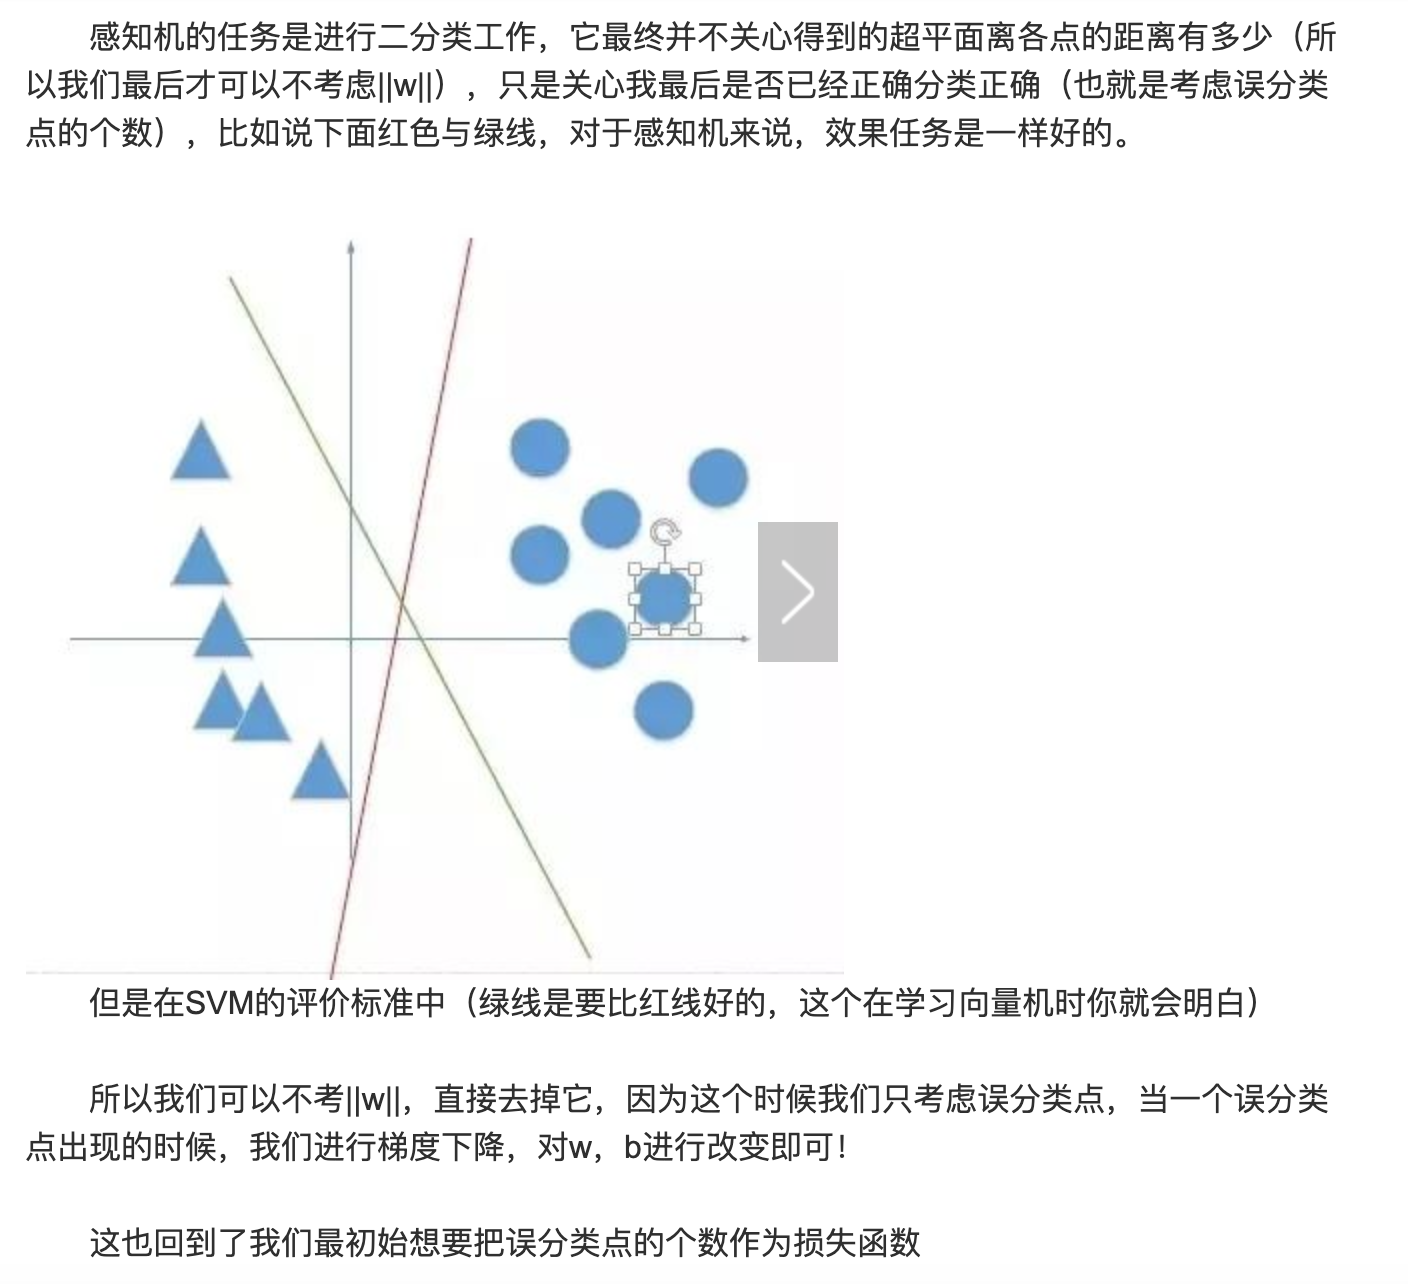 感知机的任务是进行二分类工作，它最终并不关心得到的超平面离各点的距离有多少（所
以我们最后才可以不考虑||w||），只是关心我最后是否已经正确分类正确（也就是考虑误分类
点的个数），比如说下面红色与绿线，对于感知机来说，效果任务是一样好的。
但是在SVM的评价标准中（绿线是要比红线好的，这个在学习向量机时你就会明白）
所以我们可以不考||w||，直接去掉它，因为这个时候我们只考虑误分类点，当一个误分类
点出现的时候，我们进行梯度下降，对w，b进行改变即可！
这也回到了我们最初始想要把误分类点的个数作为损失函数